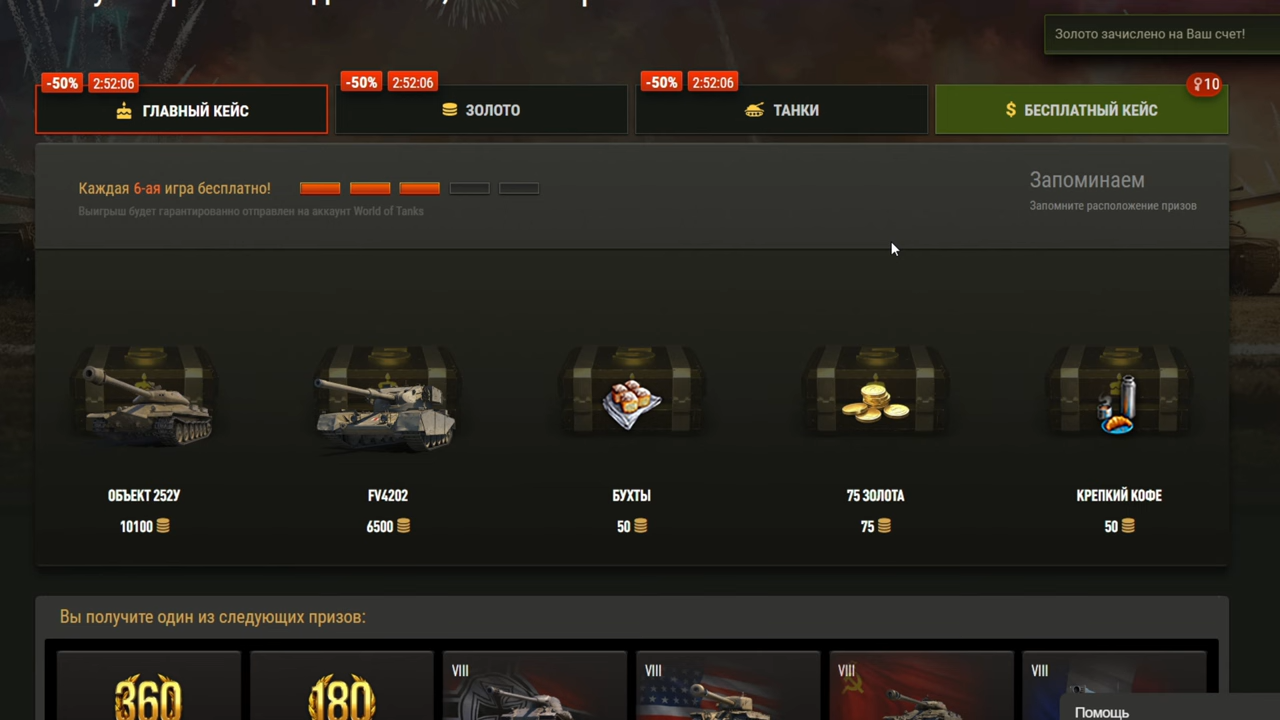 Золото зачислено на Ваш счет!
-50% 2:52:06
-50% 2:52:06
-50% 2:52:06
10
ГЛАВНЫЙ КЕЙС
ЗОЛОТО
ТАНКИ
БЕСПЛАТНЫЙ КЕЙС
Каждая 6-ая игра бесплатно!
Выигрыш будет гарантированно отправлен на аккаунт World of Tanks
Запоминаем
Запомните расположение призов
ОБЪЕКТ 252У
10100
FV4202
6500
БУХТЫ
50
75 ЗОЛОТА
75
КРЕПКИЙ КОФЕ
50
Вы получите один из следующих призов:
360
180
VIII
VIII
VIII
VIII
Помощь